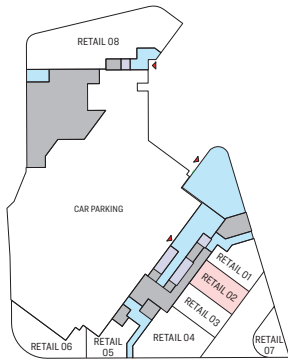 RETAIL 08
CAR PARKING
RETAIL 01
RETAIL 02
RETAIL 03
RETAIL 04
RETAIL
05
RETAIL 06
RETAIL
07